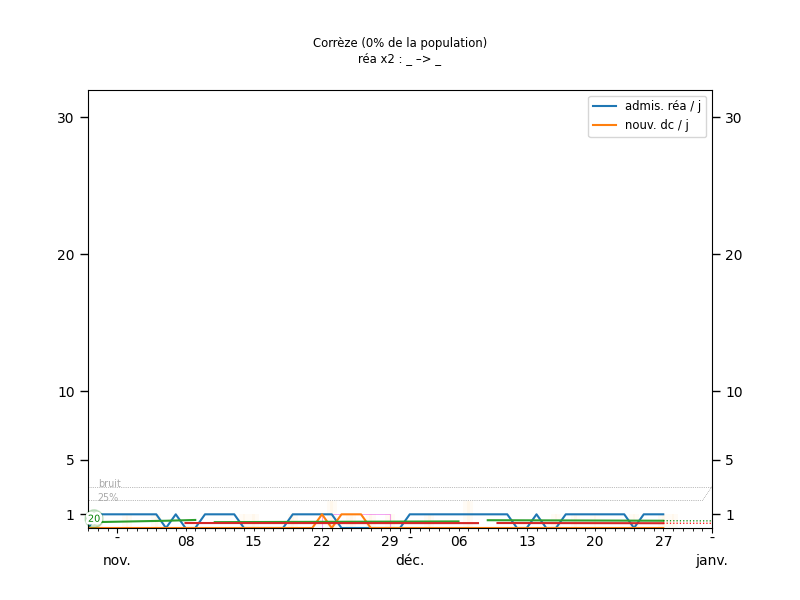 Corrèze (0% de la population)
réa x2 : _ –> _
admis. réa / j
nouv. dc / j
30 30
20 20
10 10
5 5
bruit
25%
1 20 1
- 08 15 22 29 - 06 13 20 27 -
nov. déc. janv.